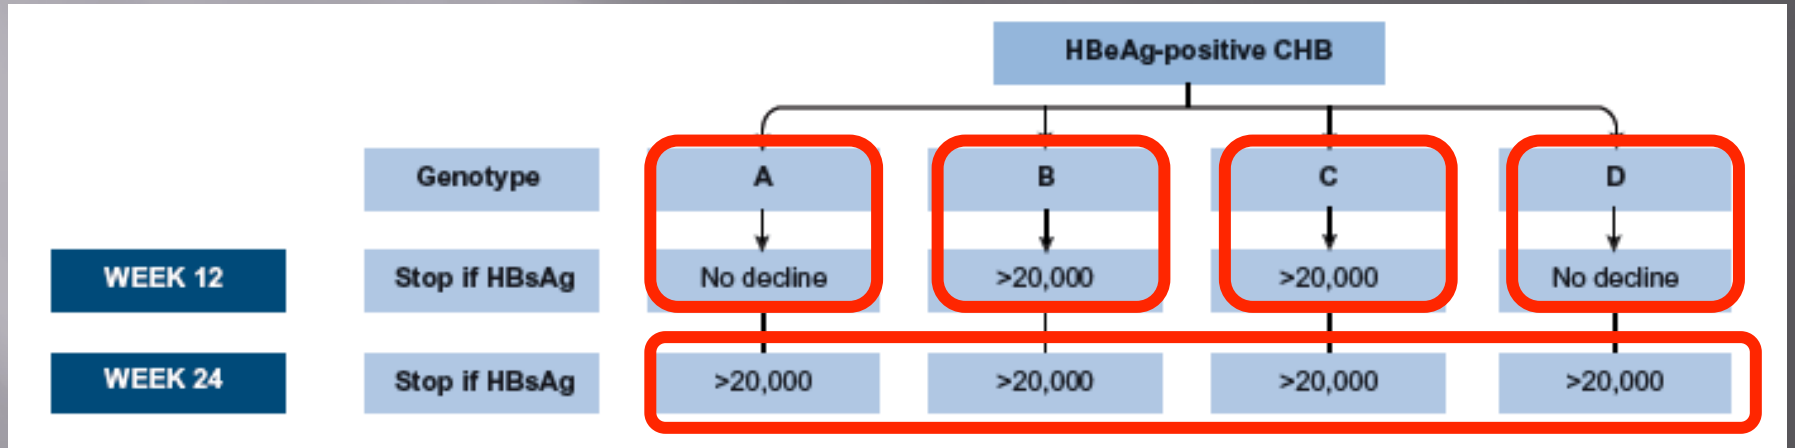 HBeAg-positive CHB
Genotype A B C D
WEEK 12 Stop if HBsAg No decline >20,000 >20,000 No decline
WEEK 24 Stop if HBsAg >20,000 >20,000 >20,000 >20,000